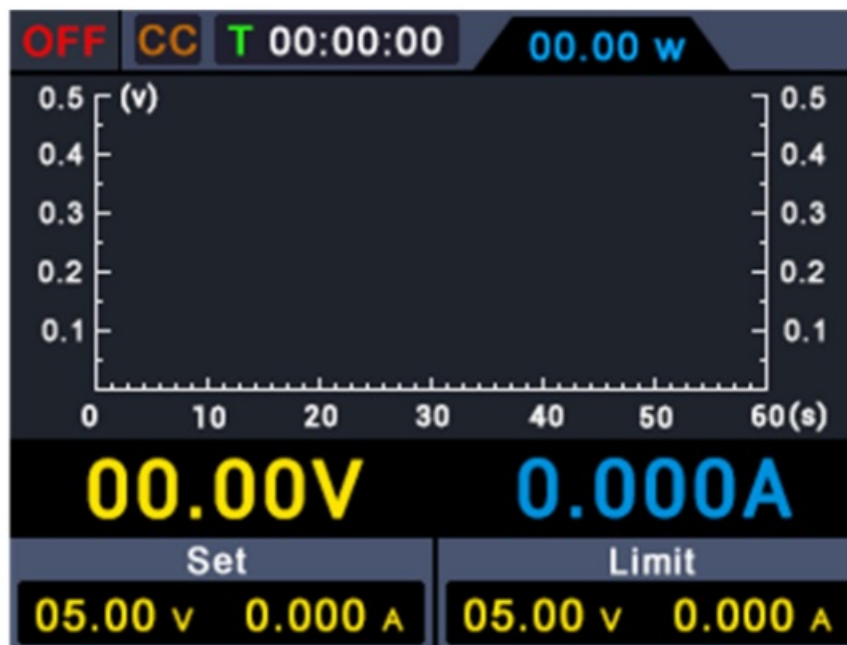 OFF CC T 00:00:00 00.00 W
0.5 (v) 0.5
0.4 0.4
0.3 0.3
0.2 0.2
0.1 0.1
0 10 20 30 40 50 60(s)
00.00V 0.000A
Set Limit
05.00 V 0.000 A 05.00 V 0.000 A